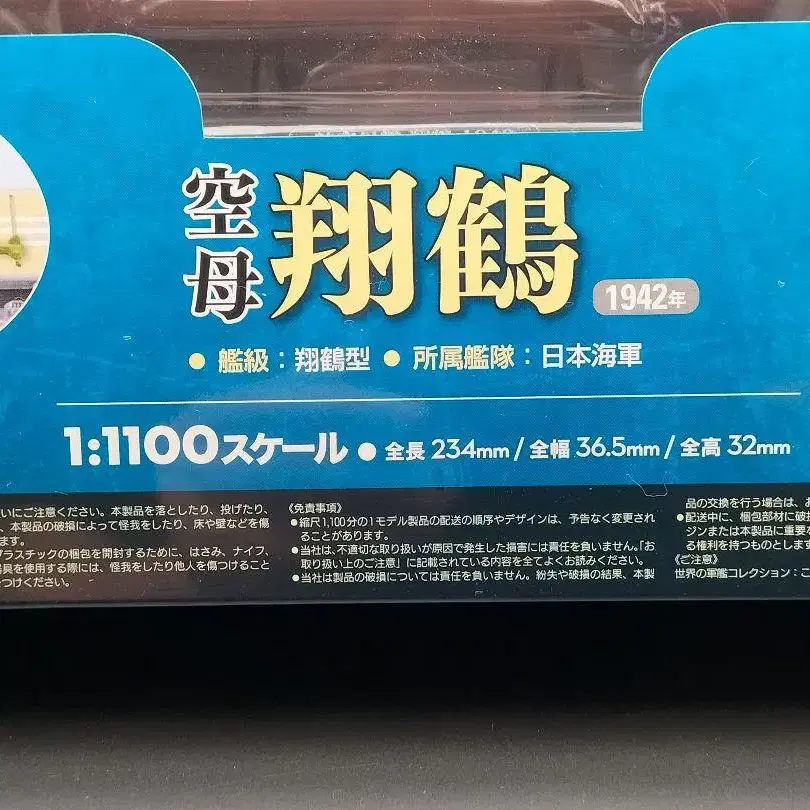 空母 翔鶴 1942年
● 艦級：翔鶴型 ● 所属艦隊：日本海軍
1:1100スケール ● 全長 234mm / 全幅 36.5mm / 全高 32mm
いにご注意ください。本製品を落としたり、投げたり、
、本製品の破損によって怪我をしたり、床や壁などを傷
ます。
プラスチックの梱包を開封するために、はさみ、ナイフ、
具を使用する際には、怪我をしたり他人を傷つけること
つけください。
《免責事項》
●縮尺1,100分の1モデル製品の配送の順序やデザインは、予告なく変更され
ることがあります。
●当社は、不適切な取り扱いが原因で発生した損害には責任を負いません。「お
取り扱い上のご注意」に記載されている内容を全てよくお読みください。
●当社は製品の破損については責任を負いません。紛失や破損の結果、本製
品の交換を行う場合は、お
●配送中に、梱包部材に破損
ジンまたは本製品に重要な
る権利を持つものとします
《ご注意》
世界の軍艦コレクション：こ